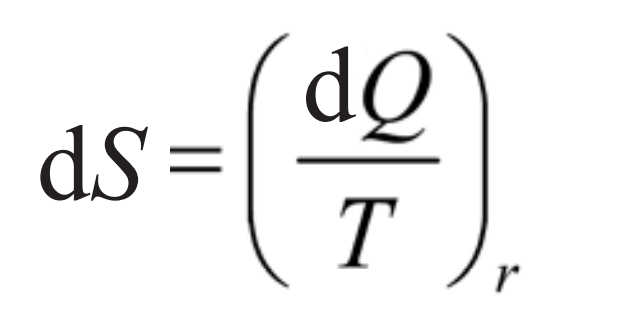 dS = (dQ/T)_r